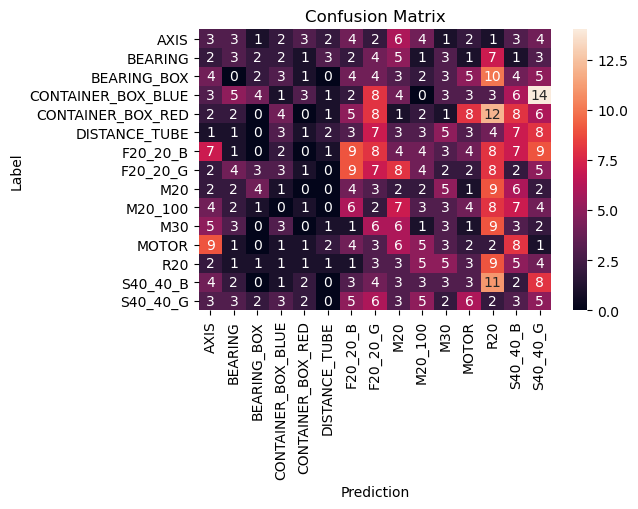 Confusion Matrix
Label
AXIS 3 3 1 2 3 2 4 2 6 4 1 2 1 3 4
BEARING 2 3 2 2 1 3 2 4 5 1 3 1 7 1 3
BEARING_BOX 4 0 2 3 1 0 4 4 3 2 3 5 10 4 5
CONTAINER_BOX_BLUE 3 5 4 1 3 1 2 8 4 0 3 3 3 6 14
CONTAINER_BOX_RED 2 2 0 4 0 1 5 8 1 2 1 8 12 8 6
DISTANCE_TUBE 1 1 0 3 1 2 3 7 3 3 5 3 4 7 8
F20_20_B 7 1 0 2 0 1 9 8 4 4 3 4 8 7 9
F20_20_G 2 4 3 3 1 0 9 7 8 4 2 2 8 2 5
M20 2 2 4 1 0 0 4 3 2 2 5 1 9 6 2
M20_100 4 2 1 0 1 0 6 2 7 3 3 4 8 7 4
M30 5 3 0 3 0 1 1 6 6 1 3 1 9 3 2
MOTOR 9 1 0 1 1 2 4 3 6 5 3 2 2 8 1
R20 2 1 1 1 1 1 1 3 3 5 5 3 9 5 4
S40_40_B 4 2 0 1 2 0 3 4 3 3 3 3 11 2 8
S40_40_G 3 3 2 3 2 0 5 6 3 5 2 6 2 3 5
AXIS BEARING BEARING_BOX CONTAINER_BOX_BLUE CONTAINER_BOX_RED DISTANCE_TUBE F20_20_B F20_20_G M20 M20_100 M30 MOTOR R20 S40_40_B S40_40_G
Prediction
12.5
10.0
7.5
5.0
2.5
0.0